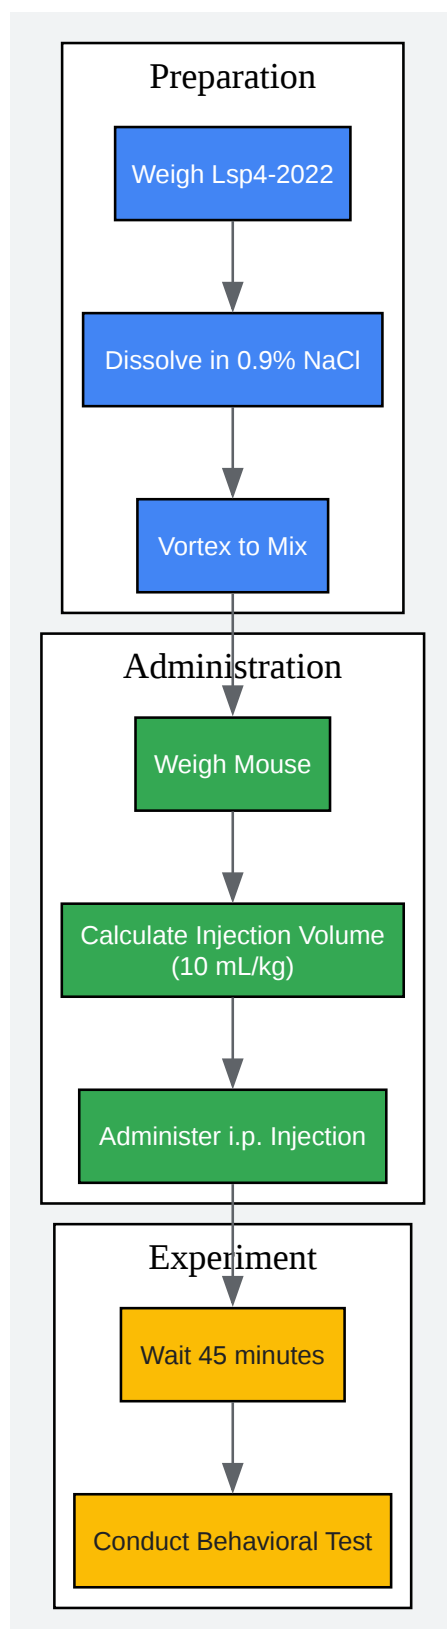 Preparation
Weigh Lsp4-2022
Dissolve in 0.9% NaCl
Vortex to Mix
Administration
Weigh Mouse
Calculate Injection Volume
(10 mL/kg)
Administer i.p. Injection
Experiment
Wait 45 minutes
Conduct Behavioral Test